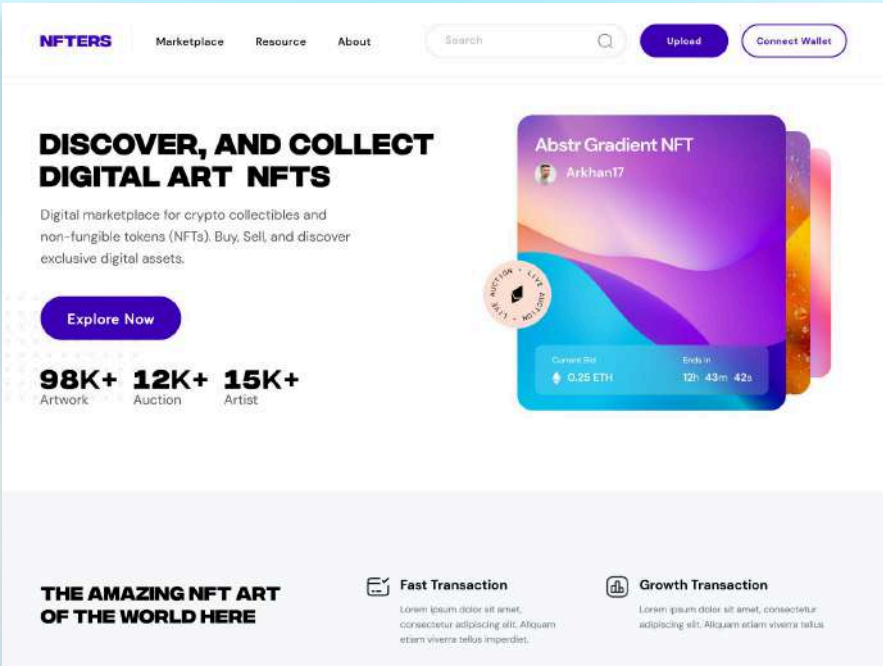 NFTERS
Marketplace
Resource
About
Search
Upload
Connect Wallet
DISCOVER, AND COLLECT
DIGITAL ART NFTS
Digital marketplace for crypto collectibles and
non-fungible tokens (NFTs). Buy, Sell, and discover
exclusive digital assets.
Explore Now
98K+ 12K+ 15K+
Artwork Auction Artist
Abstr Gradient NFT
Arkhan17
LIVE AUCTION • LIVE AUCTION •
Current Bid Ends in
0.25 ETH 12h 43m 42s
THE AMAZING NFT ART
OF THE WORLD HERE
Fast Transaction
Lorem ipsum dolor sit amet,
consectetur adipiscing elit. Aliquam
etiam viverra tellus imperdiet.
Growth Transaction
Lorem ipsum dolor sit amet, consectetur
adipiscing elit. Aliquam etiam viverra tellus